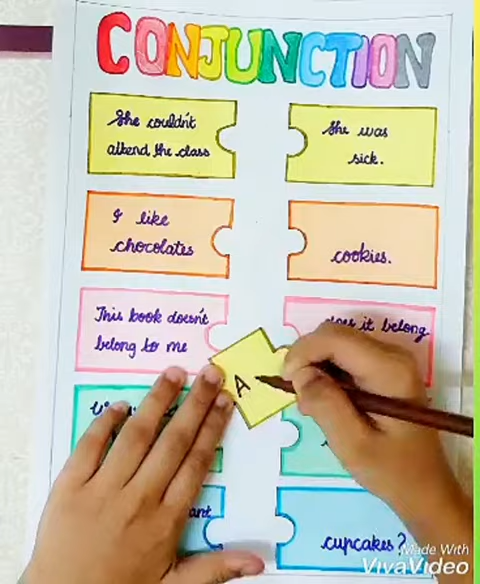 CONJUNCTION
She couldn't
attend the class
She was
sick.
I like
chocolates
cookies.
This book doesn't
belong to me
does it belong
A
ant
cupcakes?
Made With
VivaVideo